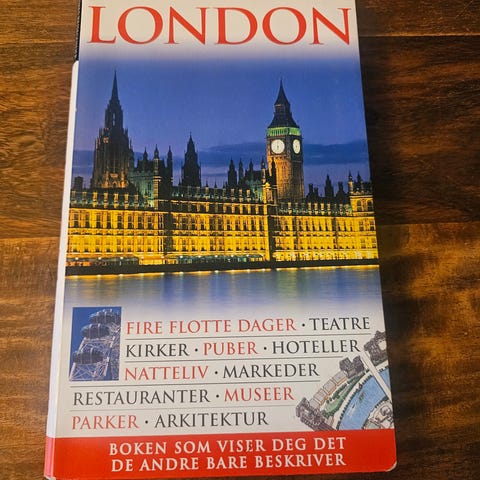 LONDON
FIRE FLOTTE DAGER · TEATRE
KIRKER · PUBER · HOTELLER
NATTELIV · MARKEDER
RESTAURANTER · MUSEER
PARKER · ARKITEKTUR
BOKEN SOM VISER DEG DET
DE ANDRE BARE BESKRIVER